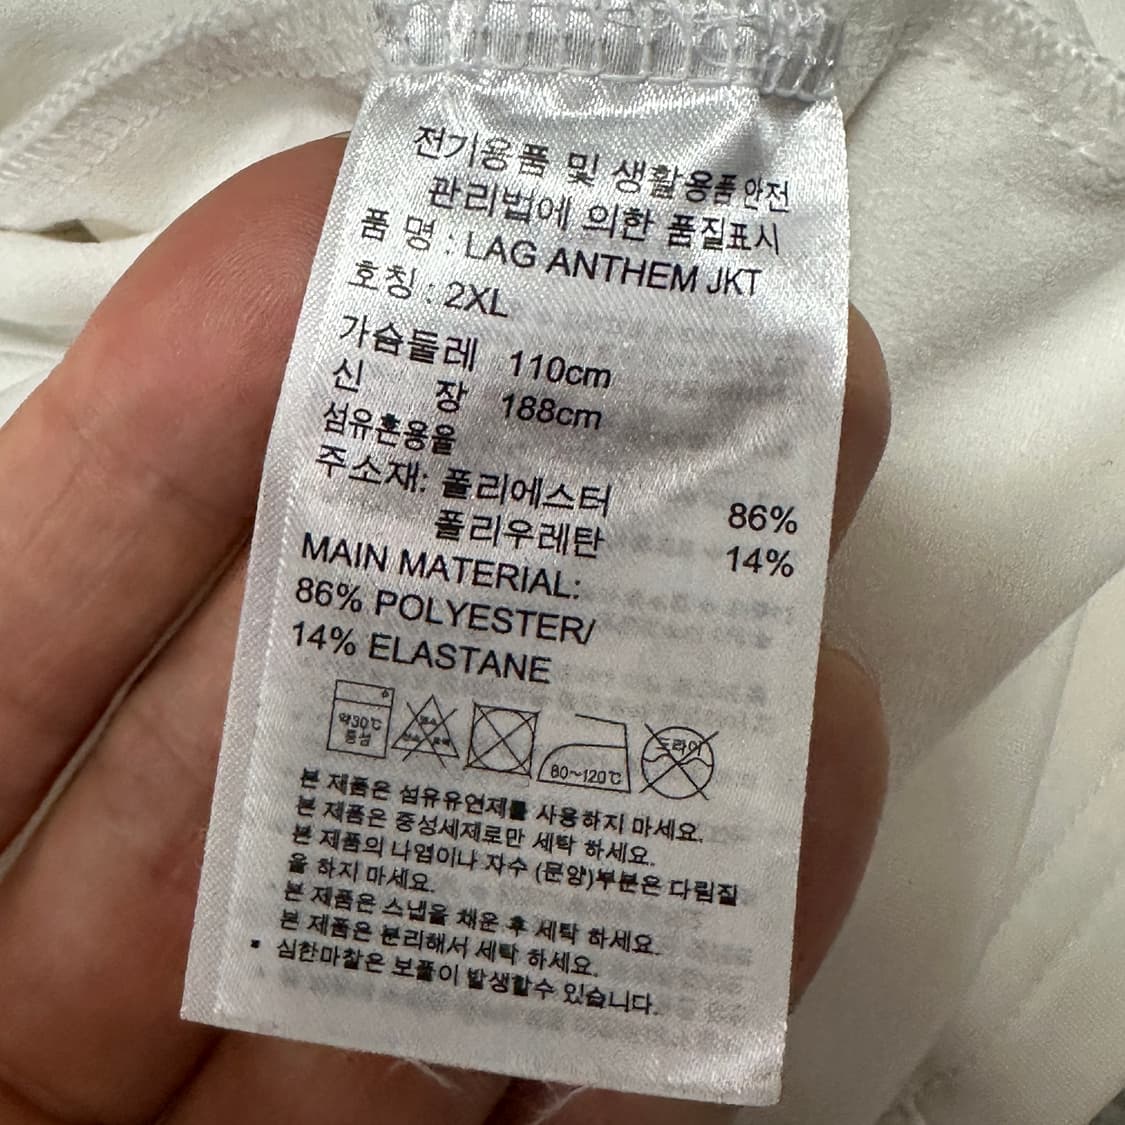 전기용품 및 생활용품 안전
관리법에 의한 품질표시
품 명 : LAG ANTHEM JKT
호칭 : 2XL
가슴둘레 110cm
신 장 188cm
섬유혼용율
주소재: 폴리에스터 86%
폴리우레탄 14%
MAIN MATERIAL:
86% POLYESTER/
14% ELASTANE
약30℃
중성
80~120℃
드라이
본 제품은 섬유유연제를 사용하지 마세요.
본 제품은 중성세제로만 세탁 하세요.
본 제품의 나염이나 자수 (문양)부분은 다림질
을 하지 마세요.
본 제품은 스냅을 채운 후 세탁 하세요.
본 제품은 분리해서 세탁 하세요.
▪ 심한마찰은 보풀이 발생할수 있습니다.